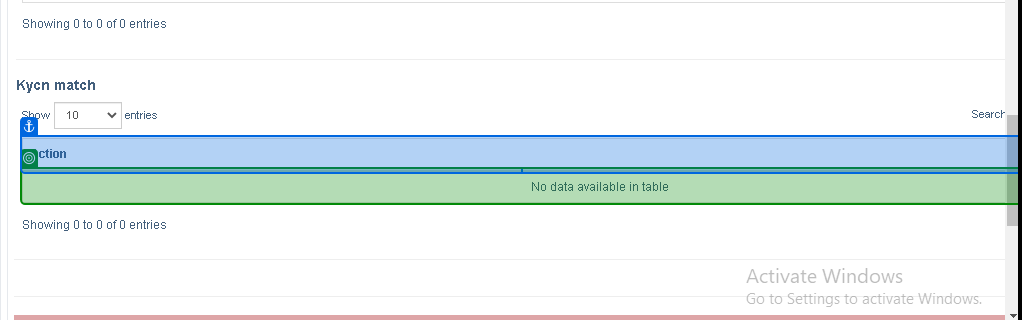 Showing 0 to 0 of 0 entries
Kycn match
Show 10 entries
Search
ction
No data available in table
Showing 0 to 0 of 0 entries
Activate Windows
Go to Settings to activate Windows.